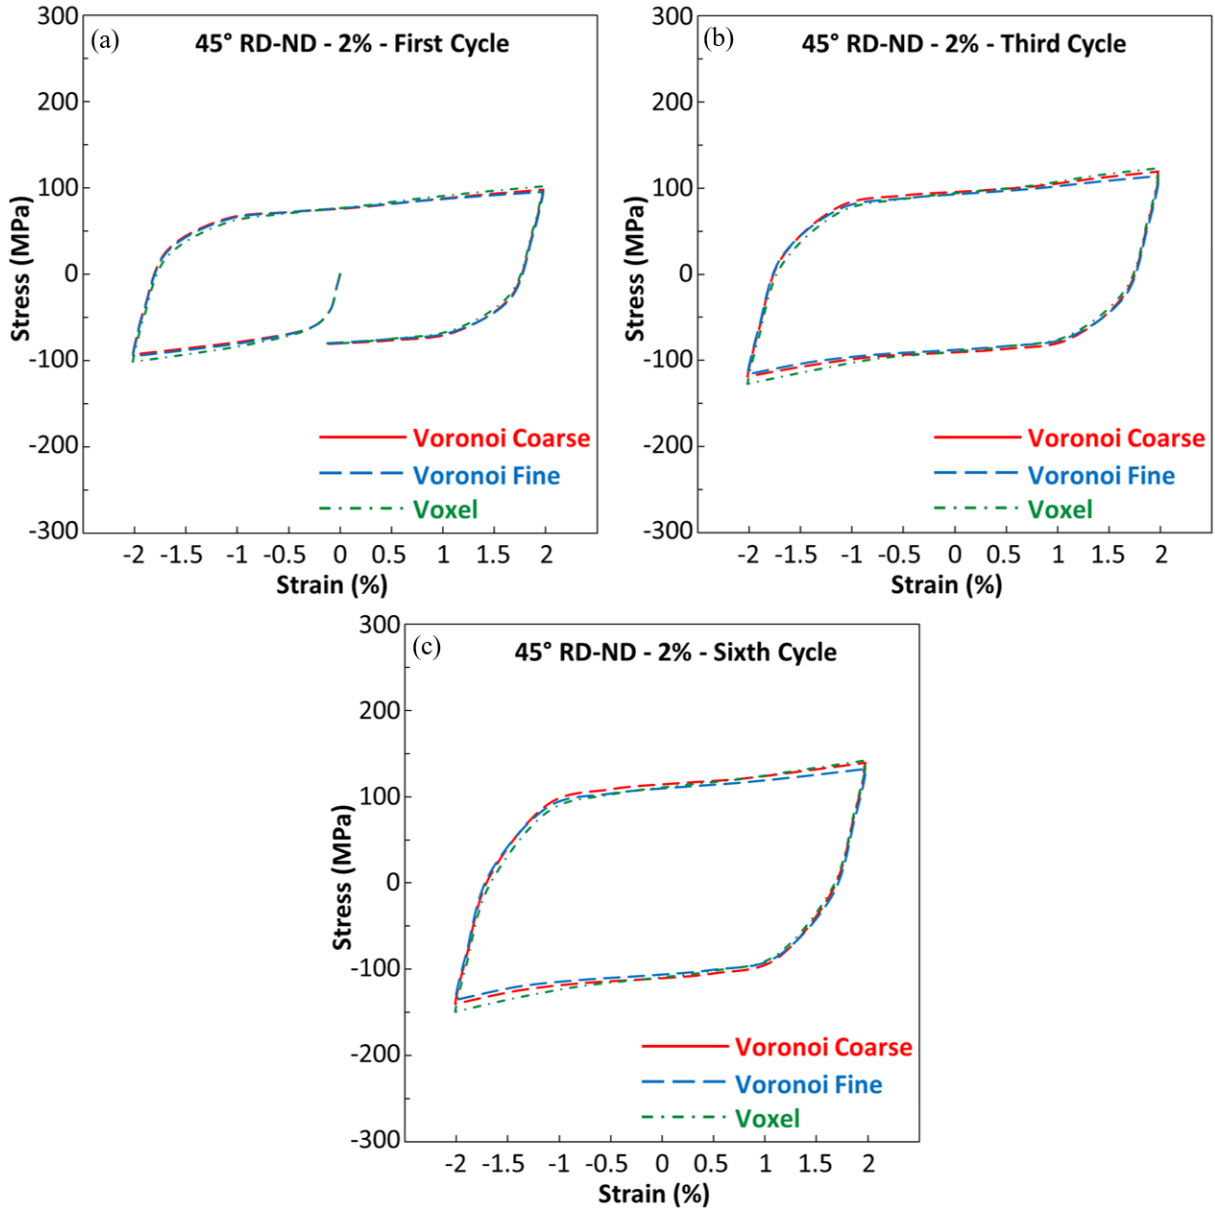 (a)
45° RD-ND - 2% - First Cycle
300
200
100
0
-100
-200
-300
Stress (MPa)
Voronoi Coarse
Voronoi Fine
Voxel
-2 -1.5 -1 -0.5 0 0.5 1 1.5 2
Strain (%)
(b)
45° RD-ND - 2% - Third Cycle
300
200
100
0
-100
-200
-300
Stress (MPa)
Voronoi Coarse
Voronoi Fine
Voxel
-2 -1.5 -1 -0.5 0 0.5 1 1.5 2
Strain (%)
(c)
45° RD-ND - 2% - Sixth Cycle
300
200
100
0
-100
-200
-300
Stress (MPa)
Voronoi Coarse
Voronoi Fine
Voxel
-2 -1.5 -1 -0.5 0 0.5 1 1.5 2
Strain (%)